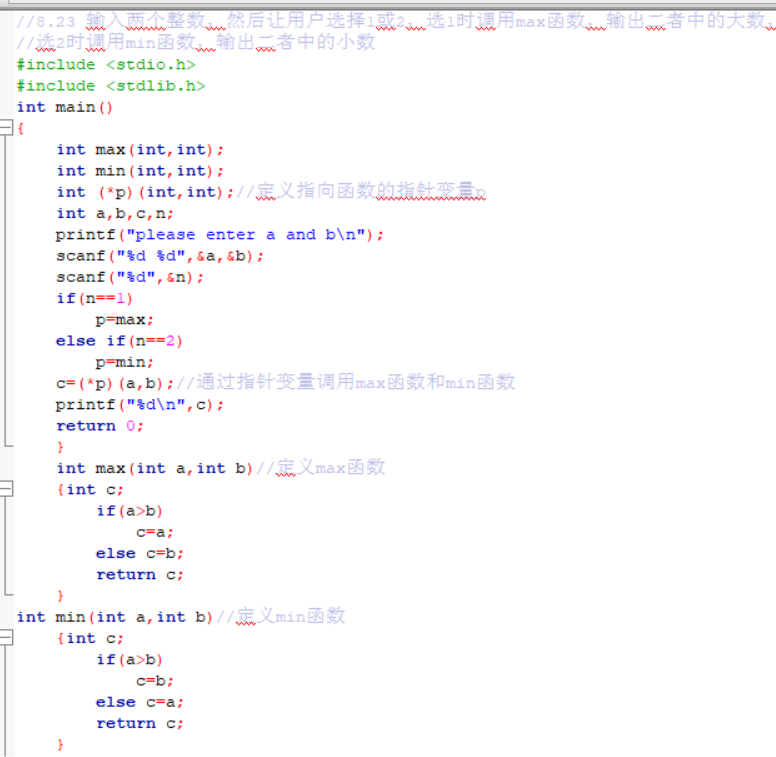 //8.23 输入两个整数，然后让用户选择1或2，选1时调用max函数，输出二者中的大数，
//选2时调用min函数，输出二者中的小数
#include <stdio.h>
#include <stdlib.h>
int main()
{
    int max(int,int);
    int min(int,int);
    int (*p)(int,int);//定义指向函数的指针变量p
    int a,b,c,n;
    printf("please enter a and b\n");
    scanf("%d %d",&a,&b);
    scanf("%d",&n);
    if(n==1)
        p=max;
    else if(n==2)
        p=min;
    c=(*p)(a,b);//通过指针变量调用max函数和min函数
    printf("%d\n",c);
    return 0;
    }
    int max(int a,int b)//定义max函数
    {int c;
        if(a>b)
            c=a;
        else c=b;
        return c;
    }
int min(int a,int b)//定义min函数
    {int c;
        if(a>b)
            c=b;
        else c=a;
        return c;
    }